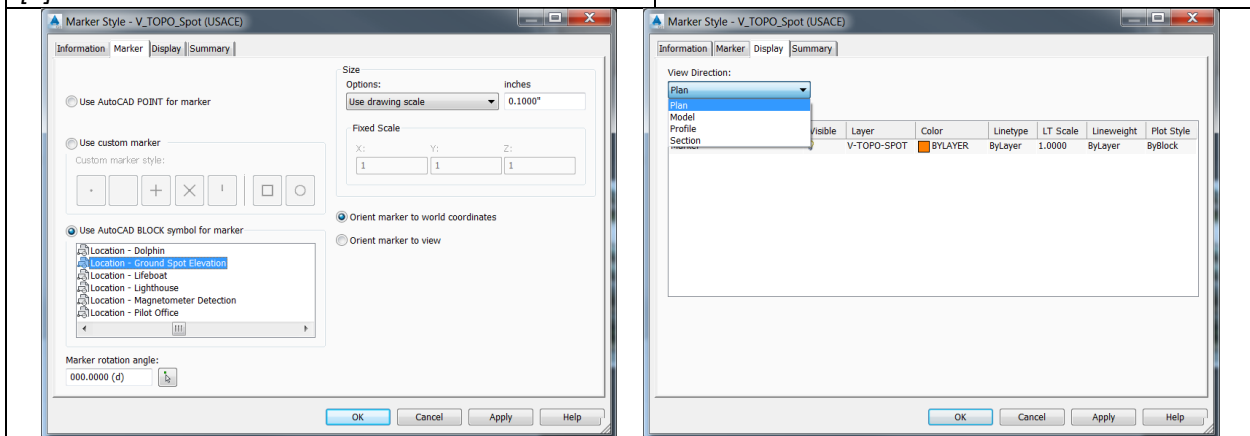 Marker Style - V_TOPO_Spot (USACE)
Information Marker Display Summary
Use AutoCAD POINT for marker
Use custom marker
Custom marker style:
Use AutoCAD BLOCK symbol for marker
Location - Dolphin
Location - Ground Spot Elevation
Location - Lifeboat
Location - Lighthouse
Location - Magnetometer Detection
Location - Pilot Office
Marker rotation angle:
000.0000 (d)
Size
Options: inches
Use drawing scale 0.1000"
Fixed Scale
X: Y: Z:
1 1 1
Orient marker to world coordinates
Orient marker to view
OK Cancel Apply Help
Marker Style - V_TOPO_Spot (USACE)
Information Marker Display Summary
View Direction:
Plan
Plan
Model
Profile
Section
Visible Layer Color Linetype LT Scale Lineweight Plot Style
V-TOPO-SPOT BYLAYER ByLayer 1.0000 ByLayer ByBlock
OK Cancel Apply Help